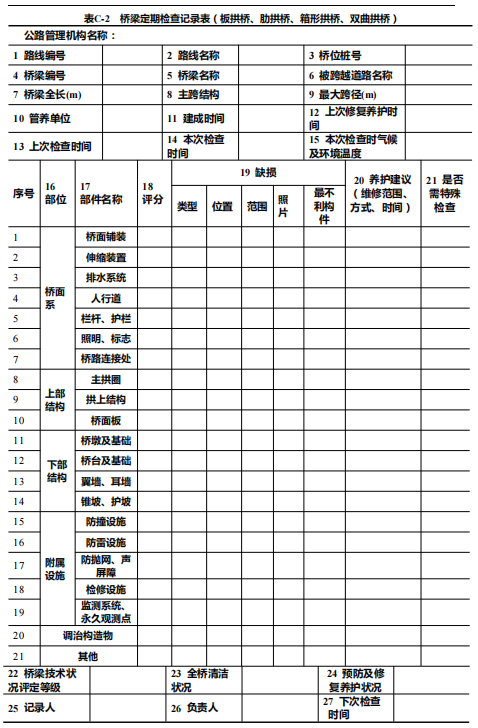 表C-2 桥梁定期检查记录表（板拱桥、肋拱桥、箱形拱桥、双曲拱桥）
公路管理机构名称：
1 路线编号 2 路线名称 3 桥位桩号
4 桥梁编号 5 桥梁名称 6 被跨越道路名称
7 桥梁全长(m) 8 主跨结构 9 最大跨径(m)
10 管养单位 11 建成时间 12 上次修复养护时
间
13 上次检查时间 14 本次检查
时间 15 本次检查时气候
及环境温度
序号 16
部位 17
部件名称 18
评分 19 缺损 20 养护建议
（维修范围、
方式、时间） 21 是否
需特殊
检查
类型 位置 范围 照
片 最不
利构
件
1 桥面
系 桥面铺装
2 伸缩装置
3 排水系统
4 人行道
5 栏杆、护栏
6 照明、标志
7 桥路连接处
8 上部
结构 主拱圈
9 拱上结构
10 桥面板
11 下部
结构 桥墩及基础
12 桥台及基础
13 翼墙、耳墙
14 锥坡、护坡
15 附属
设施 防撞设施
16 防雷设施
17 防抛网、声
屏障
18 检修设施
19 监测系统、
永久观测点
20 调治构造物
21 其他
22 桥梁技术状
况评定等级 23 全桥清洁
状况 24 预防及修
复养护状况
25 记录人 26 负责人 27 下次检查
时间